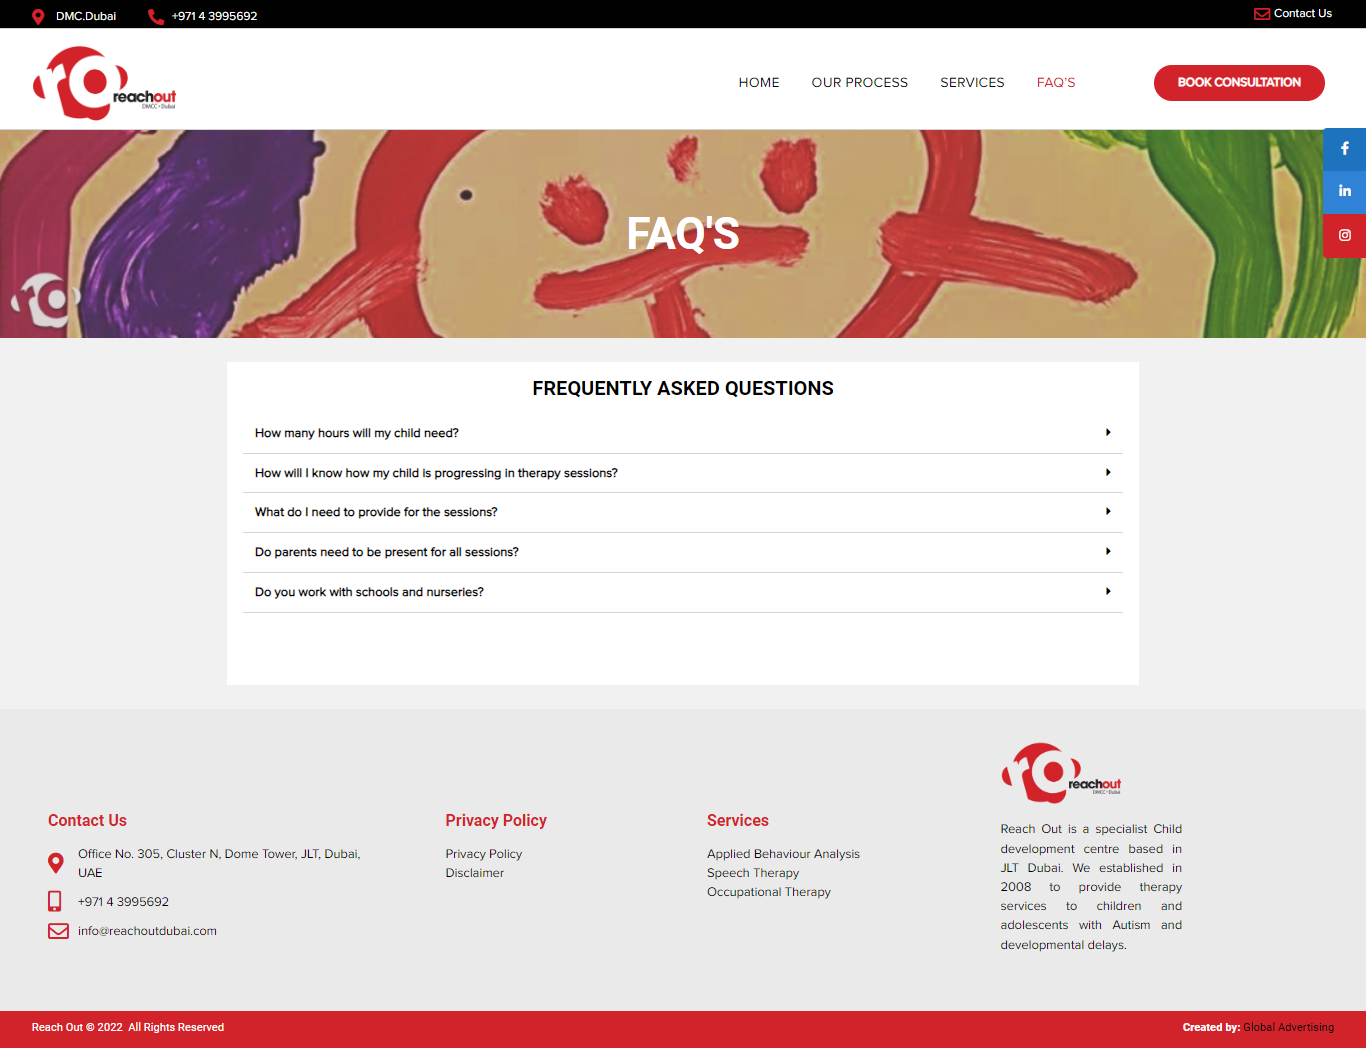 DMC.Dubai
+971 4 3995692
Contact Us
reachout
DMCC • Dubai
HOME
OUR PROCESS
SERVICES
FAQ'S
BOOK CONSULTATION
FAQ'S
FREQUENTLY ASKED QUESTIONS
How many hours will my child need?
How will I know how my child is progressing in therapy sessions?
What do I need to provide for the sessions?
Do parents need to be present for all sessions?
Do you work with schools and nurseries?
Contact Us
Office No. 305, Cluster N, Dome Tower, JLT, Dubai,
UAE
+971 4 3995692
info@reachoutdubai.com
Privacy Policy
Privacy Policy
Disclaimer
Services
Applied Behaviour Analysis
Speech Therapy
Occupational Therapy
reachout
DMCC • Dubai
Reach Out is a specialist Child
development centre based in
JLT Dubai. We established in
2008 to provide therapy
services to children and
adolescents with Autism and
developmental delays.
Reach Out © 2022 All Rights Reserved
Created by: Global Advertising